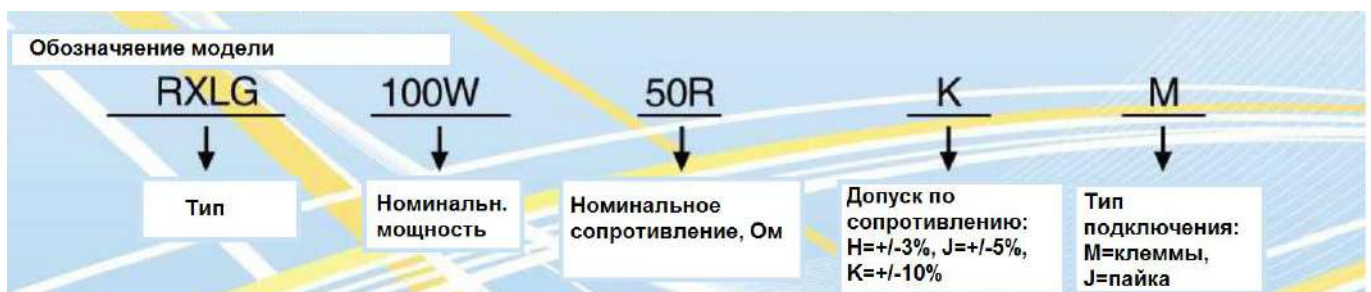 Обозначяение модели
RXLG 100W 50R K M
Тип
Номинальн.
мощность
Номинальное
сопротивление, Ом
Допуск по
сопротивлению:
H=+/-3%, J=+/-5%,
K=+/-10%
Тип
подключения:
M=клеммы,
J=пайка